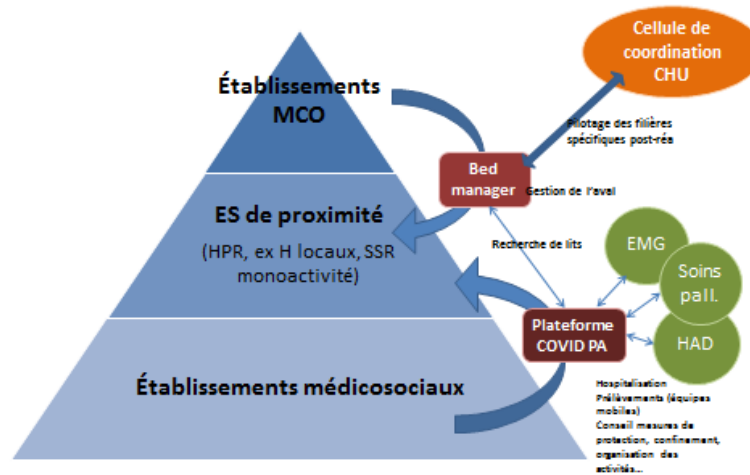 Cellule de
coordination
CHU
Établissements
MCO
Pilotage des filières
spécifiques post-réa
Bed
manager
Gestion de l'aval
ES de proximité
(HPR, ex H locaux, SSR
monoactivité)
Recherche de lits
EMG
Soins
pall.
HAD
Plateforme
COVID PA
Établissements médicosociaux
Hospitalisation
Prélèvements (équipes
mobiles)
Conseil mesures de
protection, confinement,
organisation des
activités...